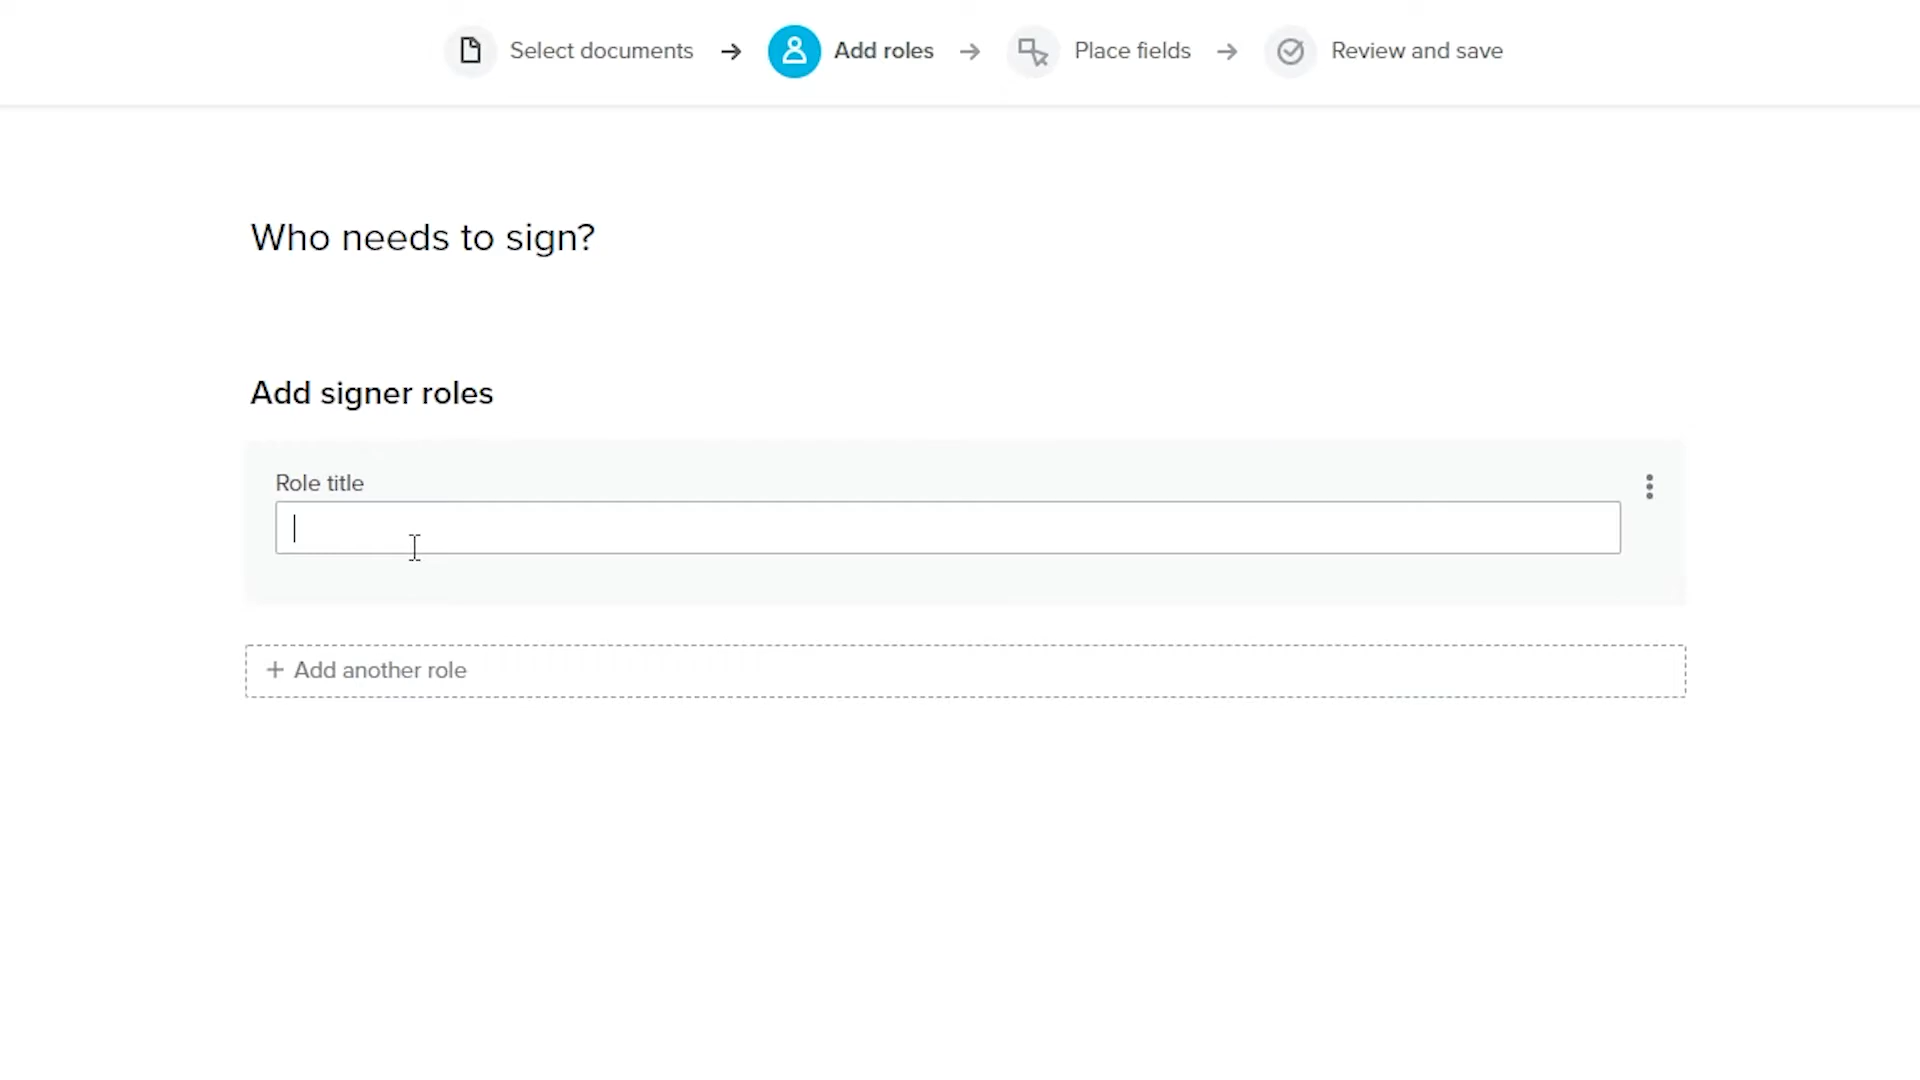 Select documents → Add roles → Place fields → Review and save
Who needs to sign?
Add signer roles
Role title
+ Add another role